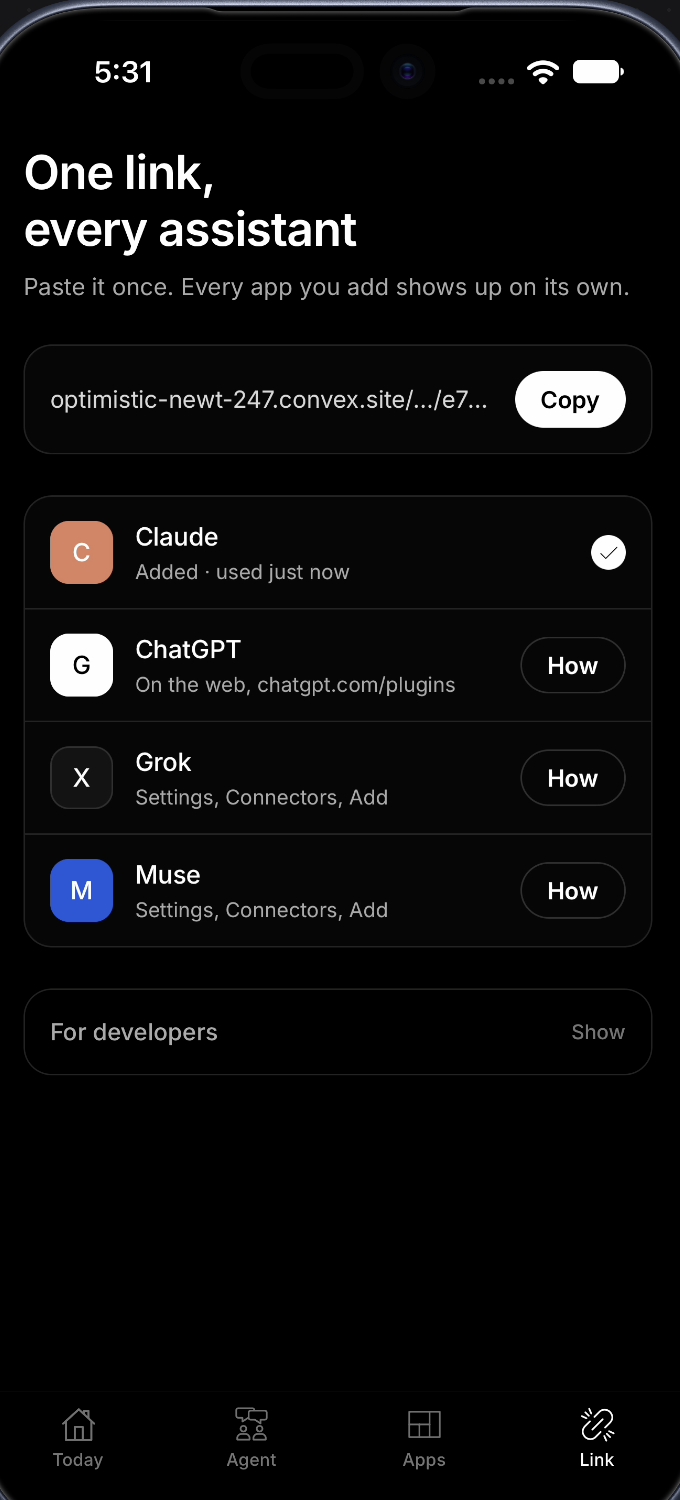 5:31
One link,
every assistant
Paste it once. Every app you add shows up on its own.
optimistic-newt-247.convex.site/.../e7...
Copy
C
Claude
Added · used just now
G
ChatGPT
On the web, chatgpt.com/plugins
How
X
Grok
Settings, Connectors, Add
How
M
Muse
Settings, Connectors, Add
How
For developers
Show
Today
Agent
Apps
Link